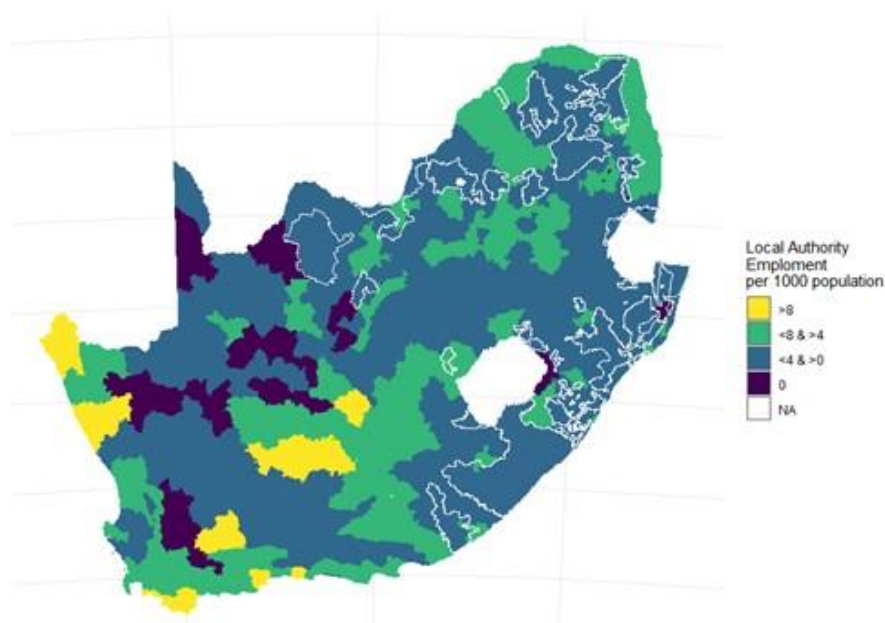 Local Authority
Emploment
per 1000 population
>8
<8 & >4
<4 & >0
0
NA